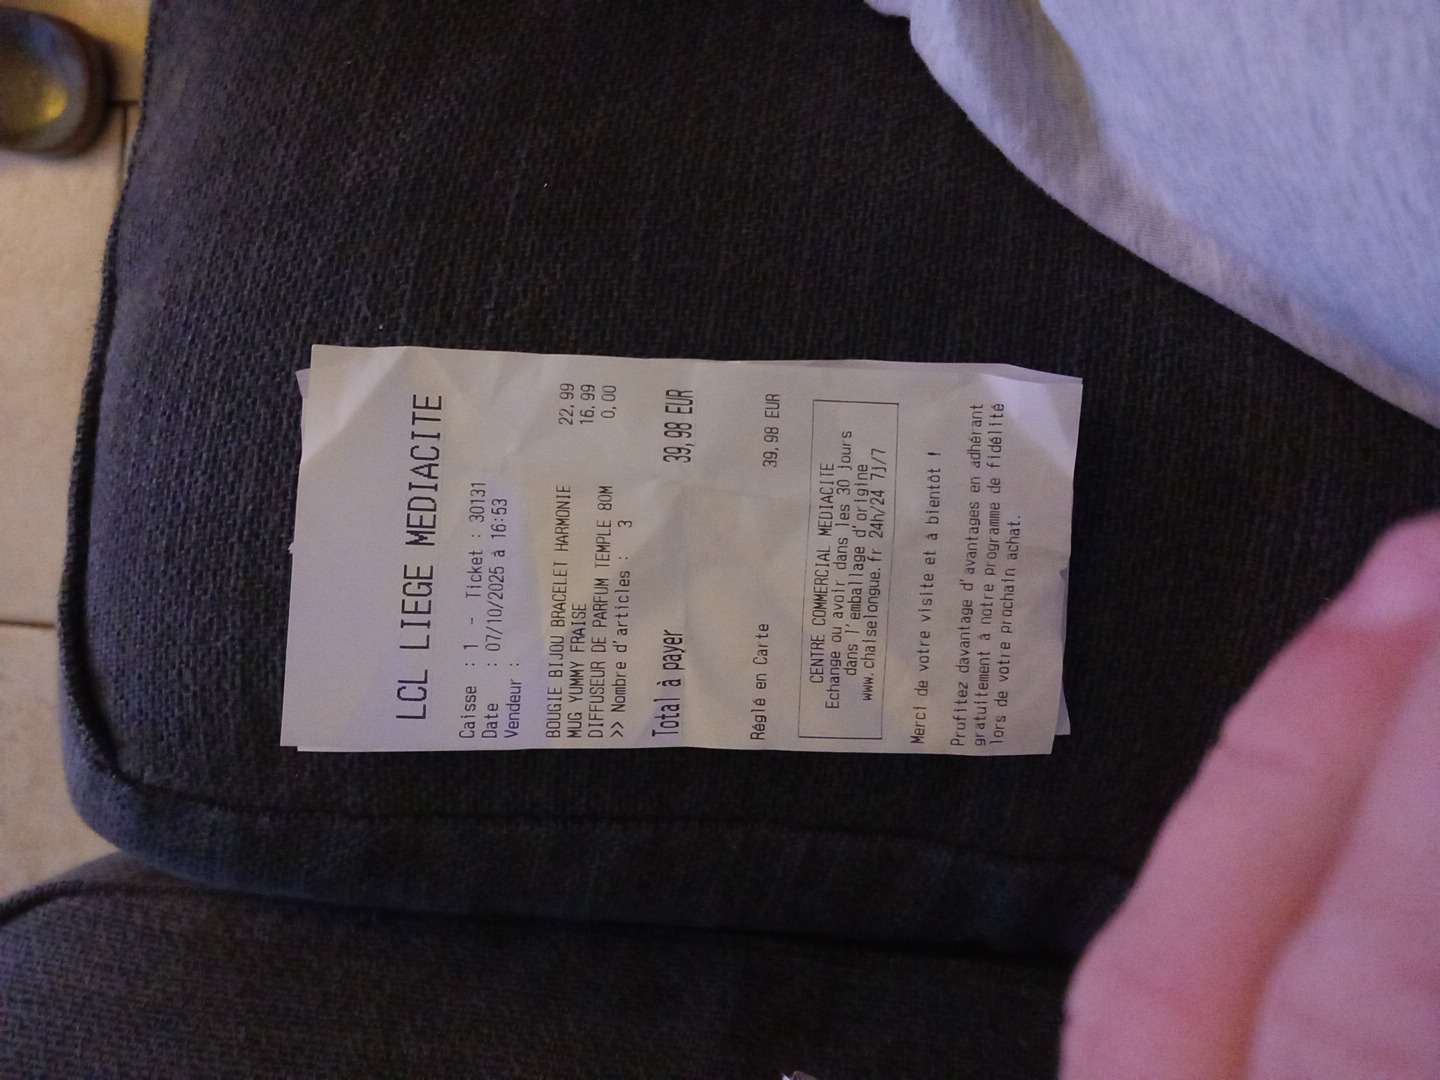 LCL LIEGE MEDIACITE
Caisse : 1 - Ticket : 30131
Date : 07/10/2025 à 16:53
Vendeur :
BOUGIE BIJOU BRACELET HARMONIE 22,99
MUG YUMMY FRAISE 16,99
DIFFUSEUR DE PARFUM TEMPLE 80M 0,00
>> Nombre d'articles : 3
Total à payer 39,98 EUR
Réglé en Carte 39,98 EUR
CENTRE COMMERCIAL MEDIACITE
Echange ou avoir dans les 30 jours
dans l'emballage d'origine
www.chaiselongue.fr 24h/24 7j/7
Merci de votre visite et à bientôt !
Profitez davantage d'avantages en adhérant
gratuitement à notre programme de fidélité
lors de votre prochain achat.